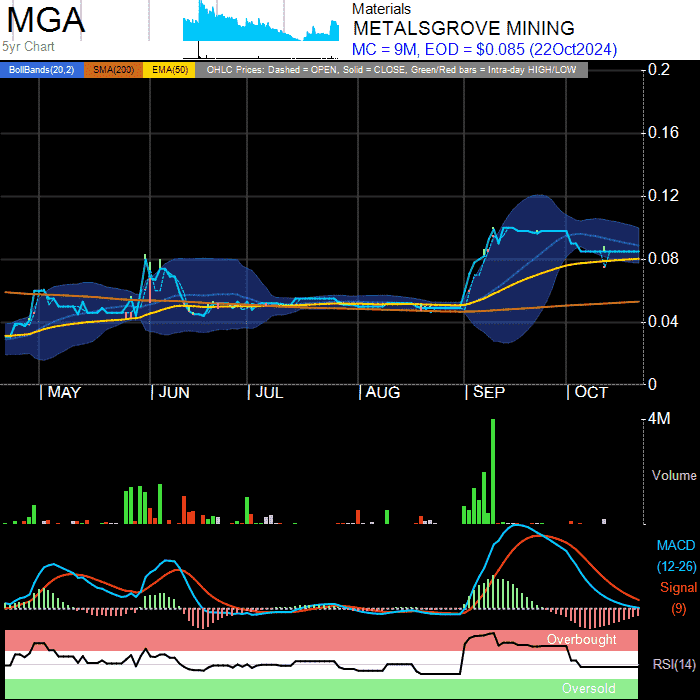 MGA
5yr Chart
Materials
METALSGROVE MINING
MC = 9M, EOD = $0.085 (22Oct2024)
BollBands(20,2) SMA(200) EMA(50) OHLC Prices: Dashed = OPEN, Solid = CLOSE, Green/Red bars = Intra-day HIGH/LOW
0.2
0.16
0.12
0.08
0.04
0
MAY JUN JUL AUG SEP OCT
4M
Volume
MACD
(12-26)
Signal
(9)
Overbought
RSI(14)
Oversold